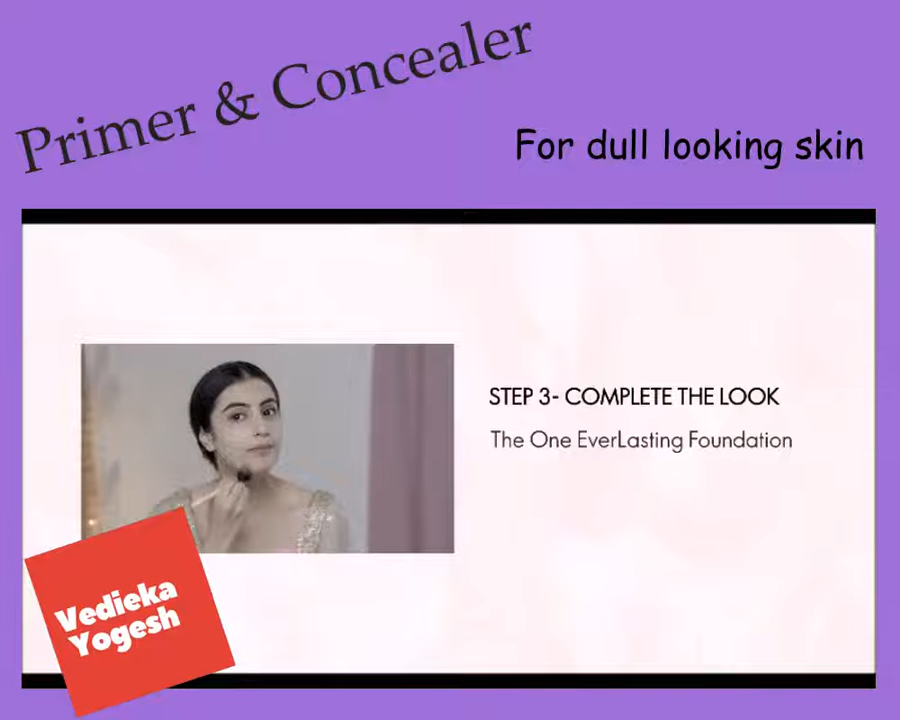 Primer & Concealer
For dull looking skin
STEP 3- COMPLETE THE LOOK
The One EverLasting Foundation
Vedieka
Yogesh